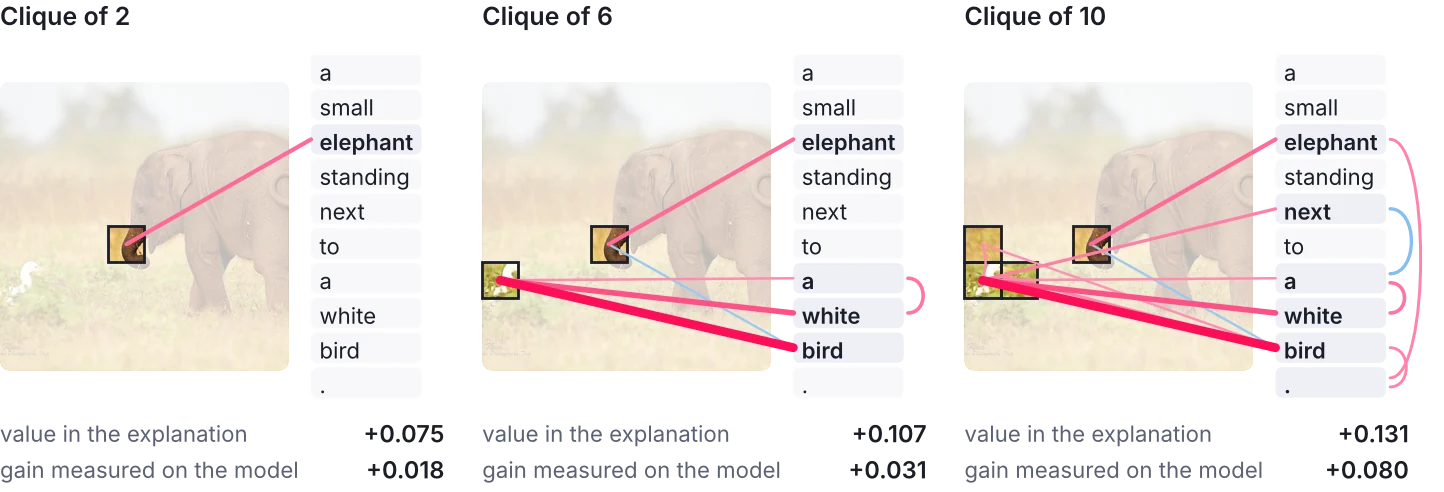 Clique of 2
a
small
elephant
standing
next
to
a
white
bird
.
value in the explanation +0.075
gain measured on the model +0.018
Clique of 6
a
small
elephant
standing
next
to
a
white
bird
.
value in the explanation +0.107
gain measured on the model +0.031
Clique of 10
a
small
elephant
standing
next
to
a
white
bird
.
value in the explanation +0.131
gain measured on the model +0.080